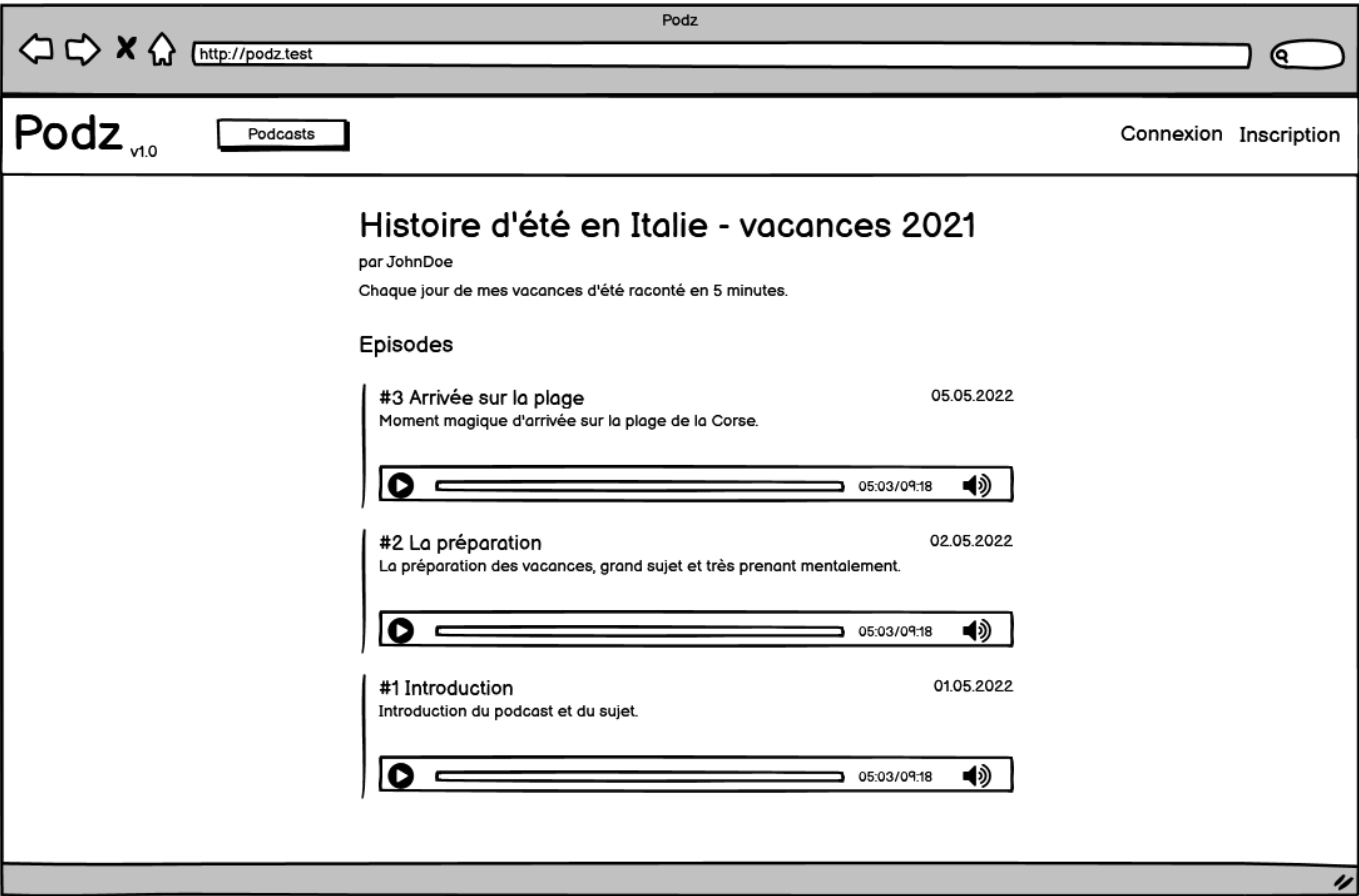 Podz
http://podz.test
Podz v1.0
Podcasts
Connexion Inscription
Histoire d'été en Italie - vacances 2021
par JohnDoe
Chaque jour de mes vacances d'été raconté en 5 minutes.
Episodes
#3 Arrivée sur la plage 05.05.2022
Moment magique d'arrivée sur la plage de la Corse.
05:03/09:18
#2 La préparation 02.05.2022
La préparation des vacances, grand sujet et très prenant mentalement.
05:03/09:18
#1 Introduction 01.05.2022
Introduction du podcast et du sujet.
05:03/09:18